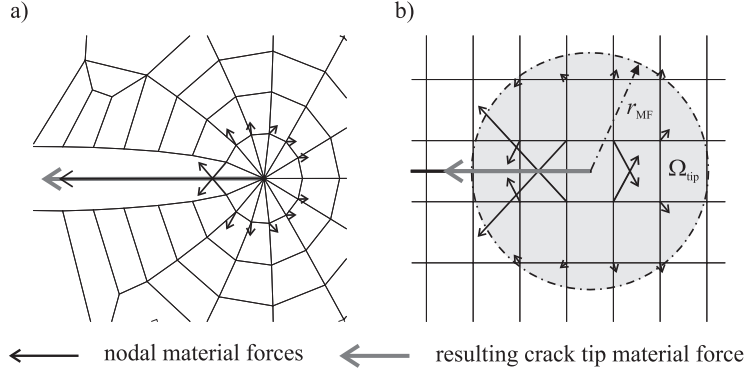 a)
b)
r_MF
Ω_tip
nodal material forces
resulting crack tip material force